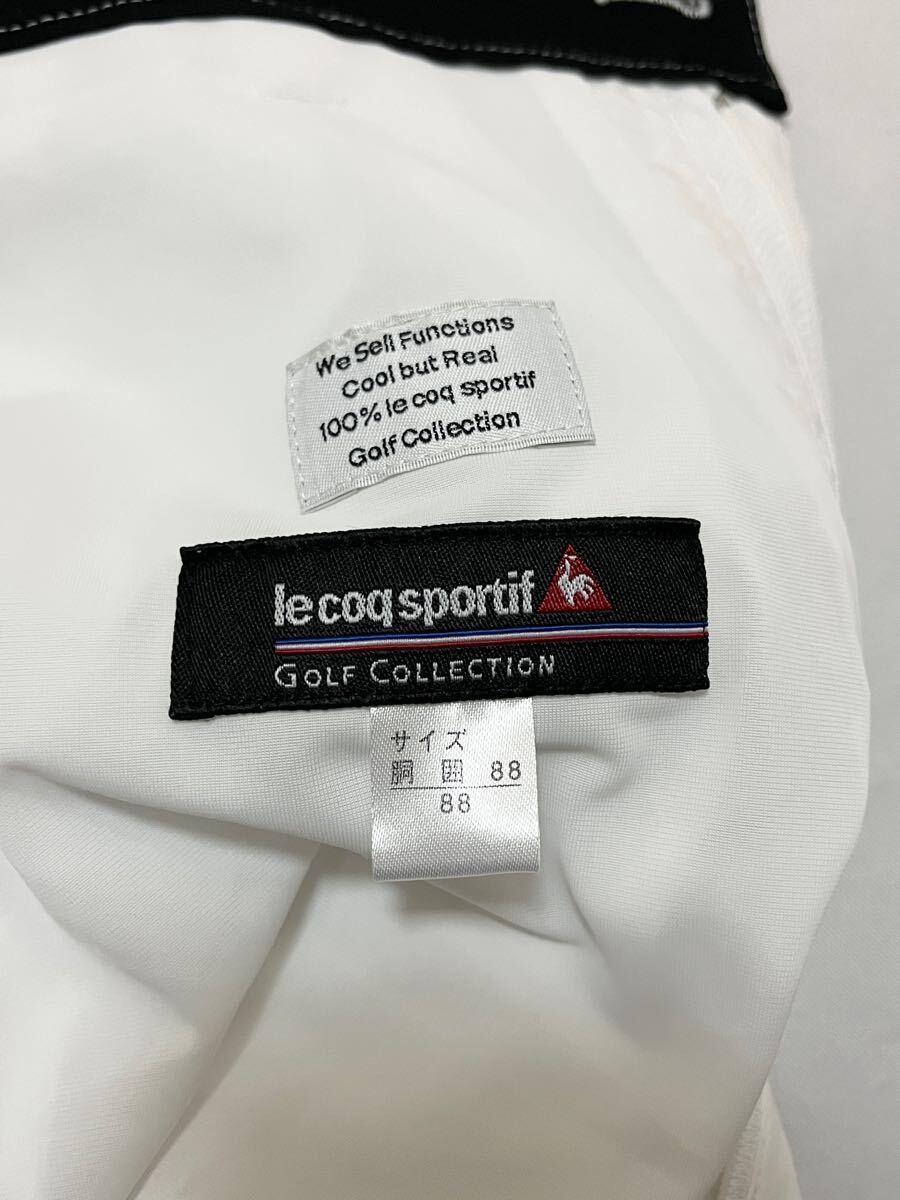 We Sell Functions
Cool but Real
100% le coq sportif
Golf Collection
le coq sportif
GOLF COLLECTION
サイズ
胴囲 88
88